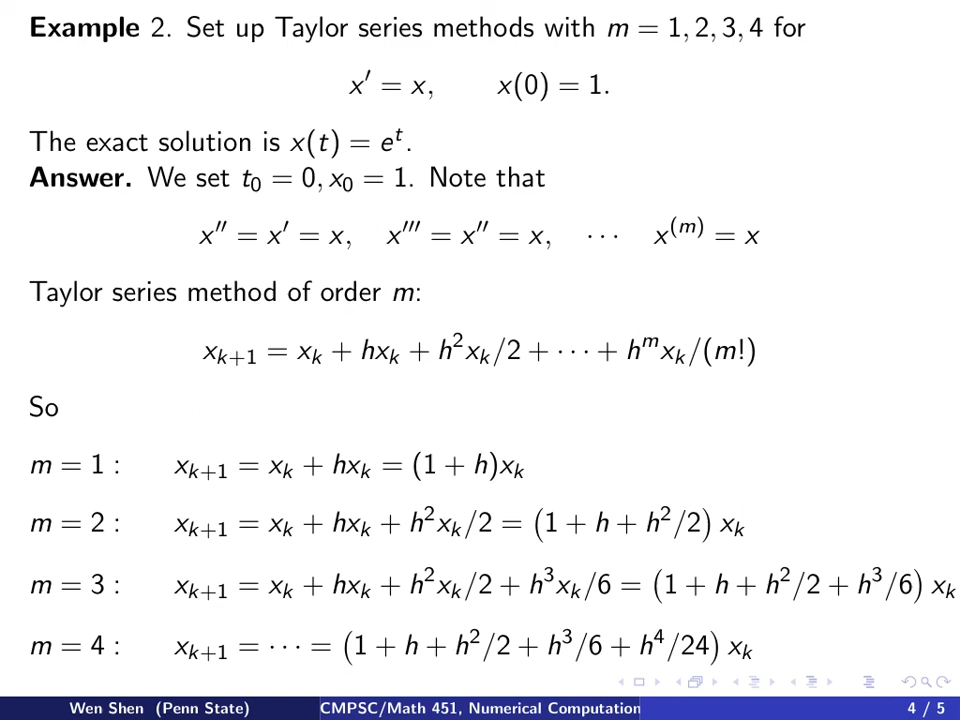 Example 2. Set up Taylor series methods with m = 1, 2, 3, 4 for
x′ = x, x(0) = 1.
The exact solution is x(t) = e^t.
Answer. We set t₀ = 0, x₀ = 1. Note that
x″ = x′ = x, x‴ = x″ = x, ⋯ x^(m) = x
Taylor series method of order m:
x_{k+1} = x_k + hx_k + h²x_k/2 + ⋯ + h^m x_k/(m!)
So
m = 1 : x_{k+1} = x_k + hx_k = (1 + h)x_k
m = 2 : x_{k+1} = x_k + hx_k + h²x_k/2 = (1 + h + h²/2) x_k
m = 3 : x_{k+1} = x_k + hx_k + h²x_k/2 + h³x_k/6 = (1 + h + h²/2 + h³/6) x_k
m = 4 : x_{k+1} = ⋯ = (1 + h + h²/2 + h³/6 + h⁴/24) x_k
Wen Shen (Penn State) CMPSC/Math 451, Numerical Computation 4 / 5